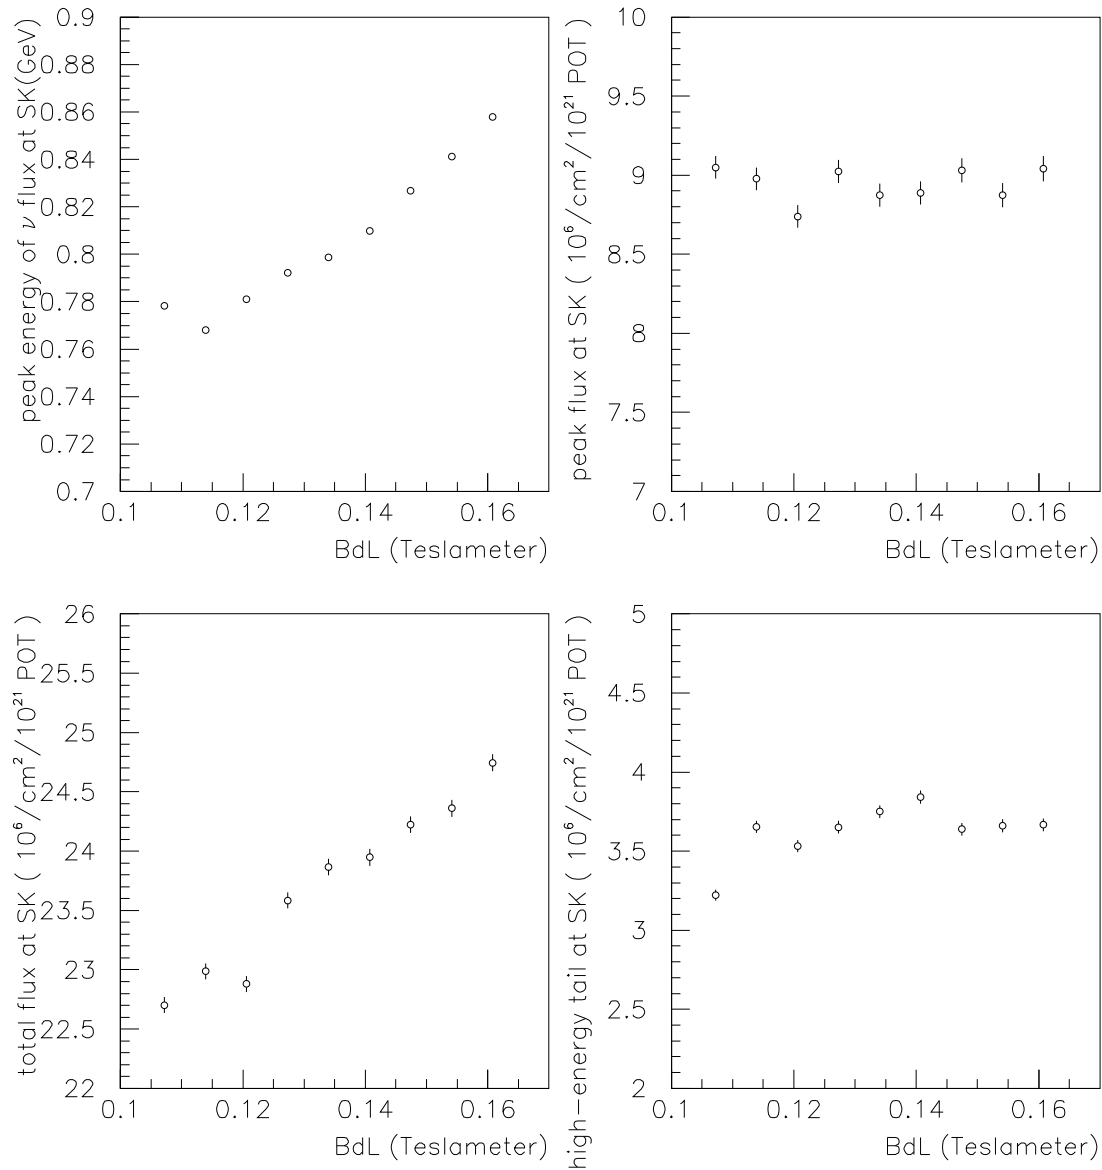 peak energy of ν flux at SK(GeV)
0.9
0.88
0.86
0.84
0.82
0.8
0.78
0.76
0.74
0.72
0.7
0.1 0.12 0.14 0.16
BdL (Teslameter)
peak flux at SK ( 10⁶/cm²/10²¹ POT )
10
9.5
9
8.5
8
7.5
7
0.1 0.12 0.14 0.16
BdL (Teslameter)
total flux at SK ( 10⁶/cm²/10²¹ POT )
26
25.5
25
24.5
24
23.5
23
22.5
22
0.1 0.12 0.14 0.16
BdL (Teslameter)
high-energy tail at SK ( 10⁶/cm²/10²¹ POT )
5
4.5
4
3.5
3
2.5
2
0.1 0.12 0.14 0.16
BdL (Teslameter)